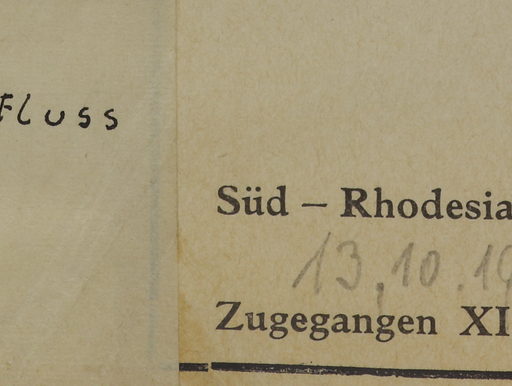 Fluss
Süd – Rhodesia
13.10.19
Zugegangen XI